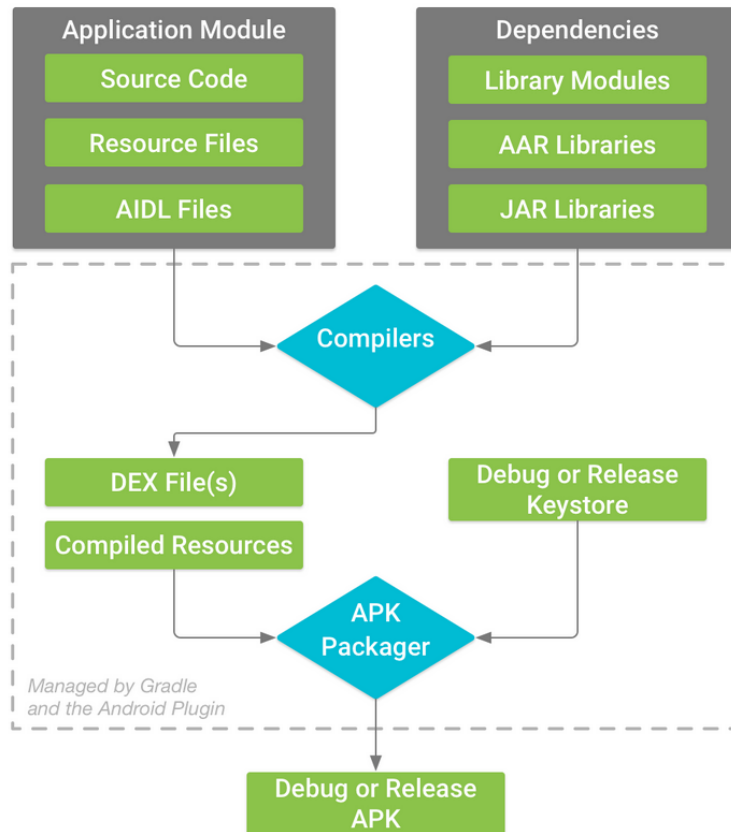 Application Module
Source Code
Resource Files
AIDL Files
Dependencies
Library Modules
AAR Libraries
JAR Libraries
Compilers
DEX File(s)
Compiled Resources
Debug or Release
Keystore
APK
Packager
Managed by Gradle
and the Android Plugin
Debug or Release
APK